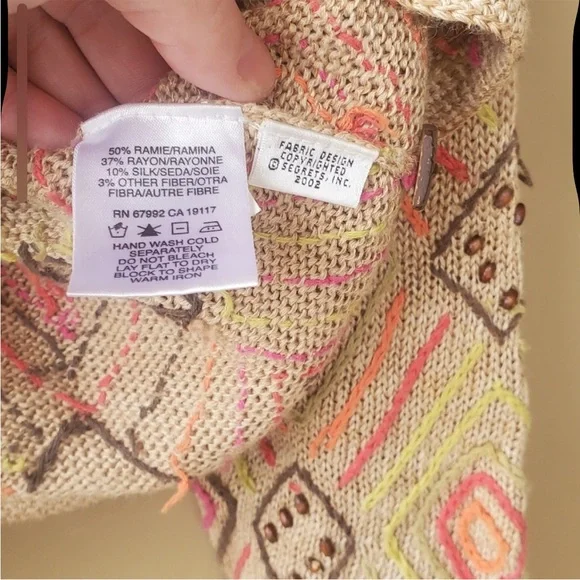 50% RAMIE/RAMINA
37% RAYON/RAYONNE
10% SILK/SEDA/SOIE
3% OTHER FIBER/OTRA
FIBRA/AUTRE FIBRE
RN 67992 CA 19117
HAND WASH COLD
SEPARATELY
DO NOT BLEACH
LAY FLAT TO DRY
BLOCK TO SHAPE
WARM IRON
FABRIC DESIGN
COPYRIGHTED
© SEGRETS, INC.
2002